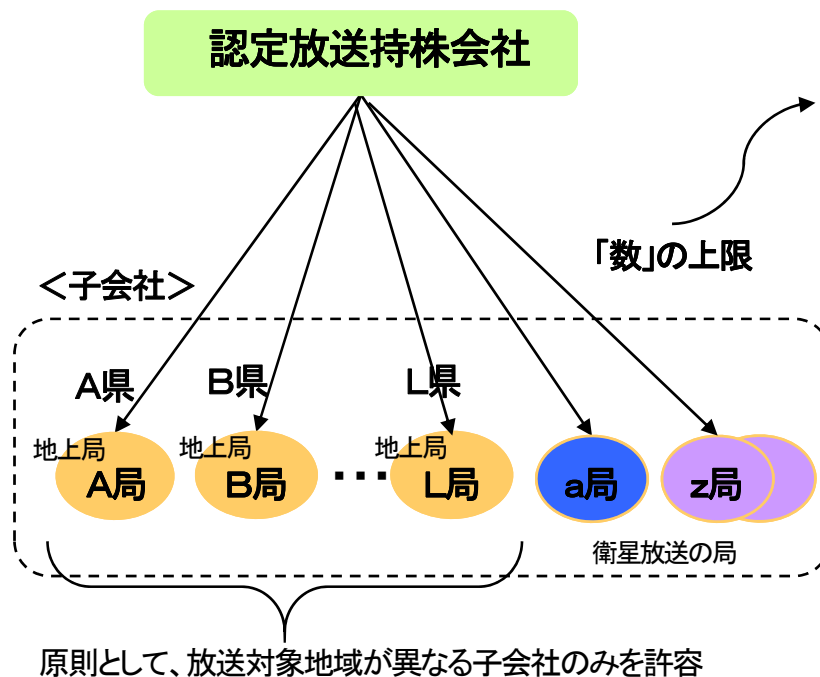 認定放送持株会社
「数」の上限
＜子会社＞
A県
B県
L県
地上局
地上局
地上局
A局
B局
…
L局
a局
z局
衛星放送の局
原則として、放送対象地域が異なる子会社のみを許容